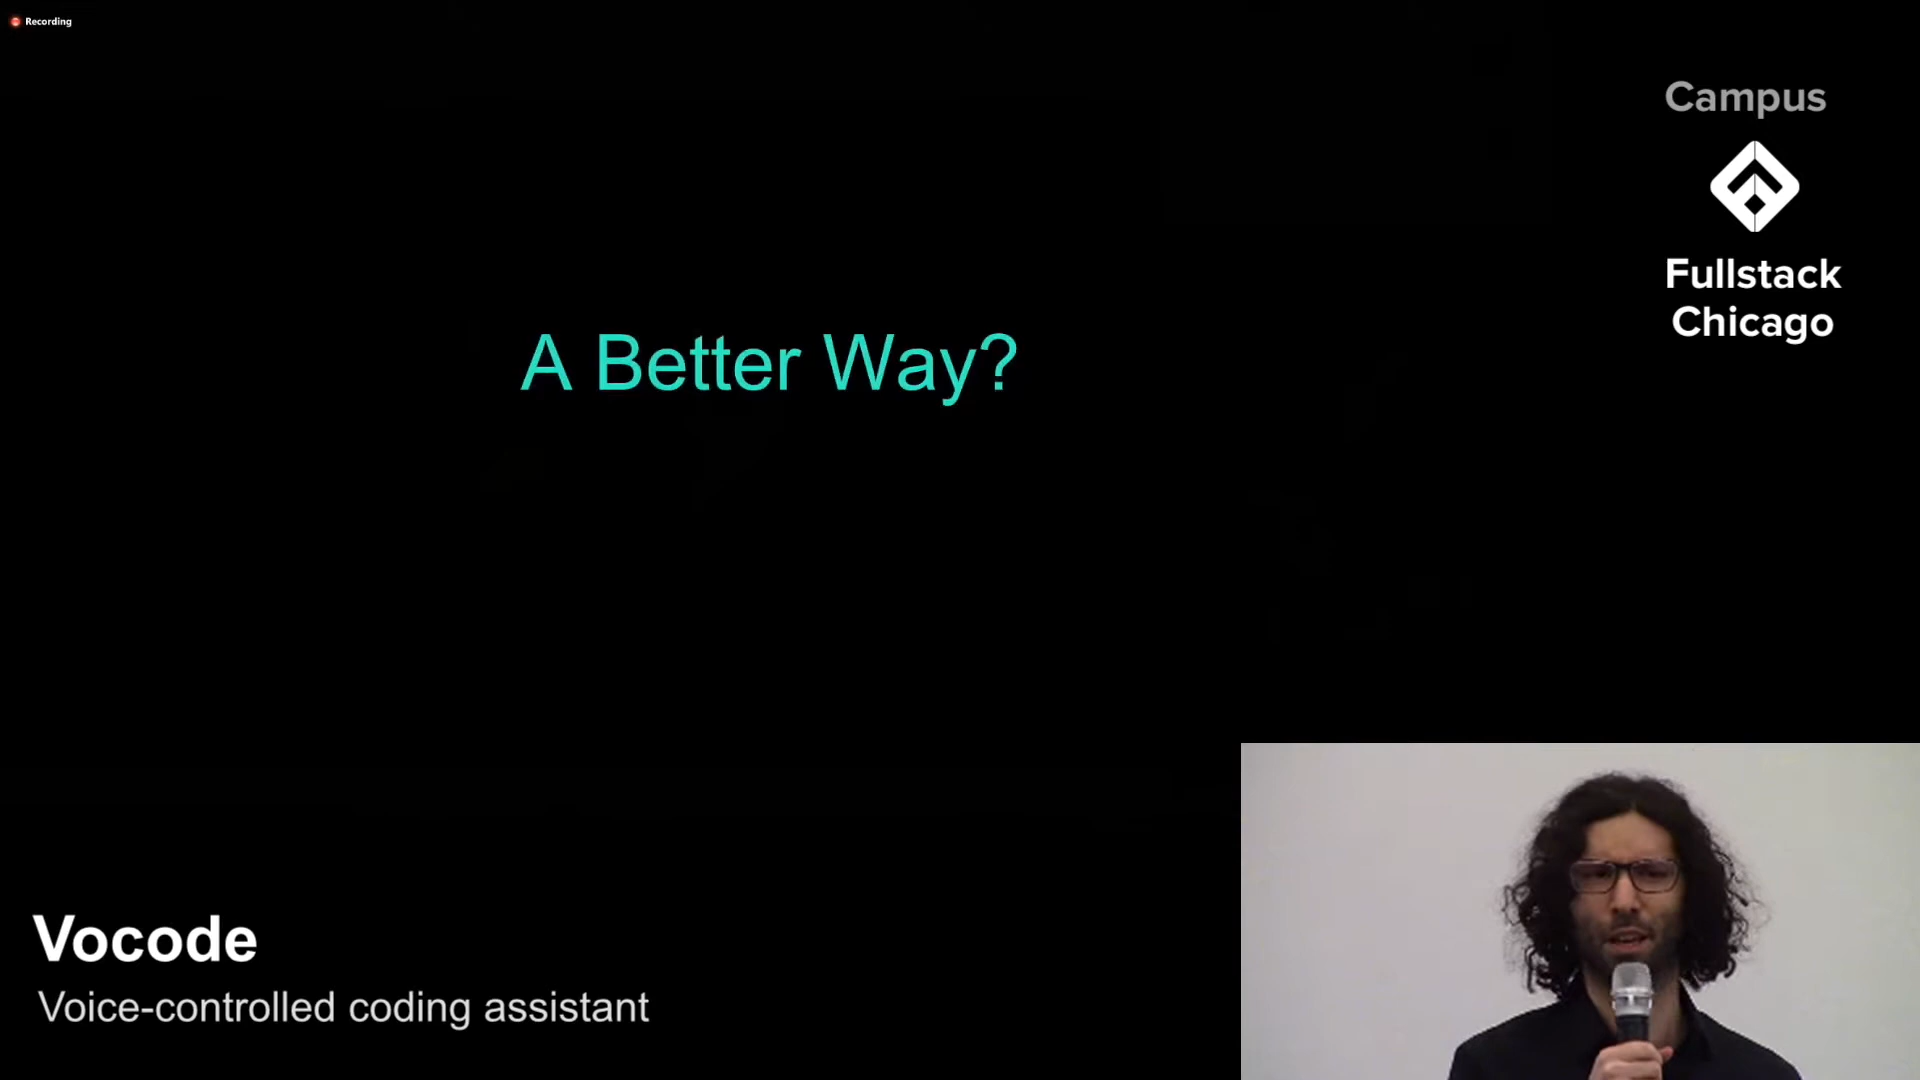 Recording
Campus
Fullstack
Chicago
A Better Way?
Vocode
Voice-controlled coding assistant